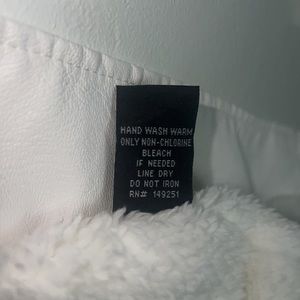 HAND WASH WARM
ONLY NON-CHLORINE
BLEACH
IF NEEDED
LINE DRY
DO NOT IRON
RN# 149251